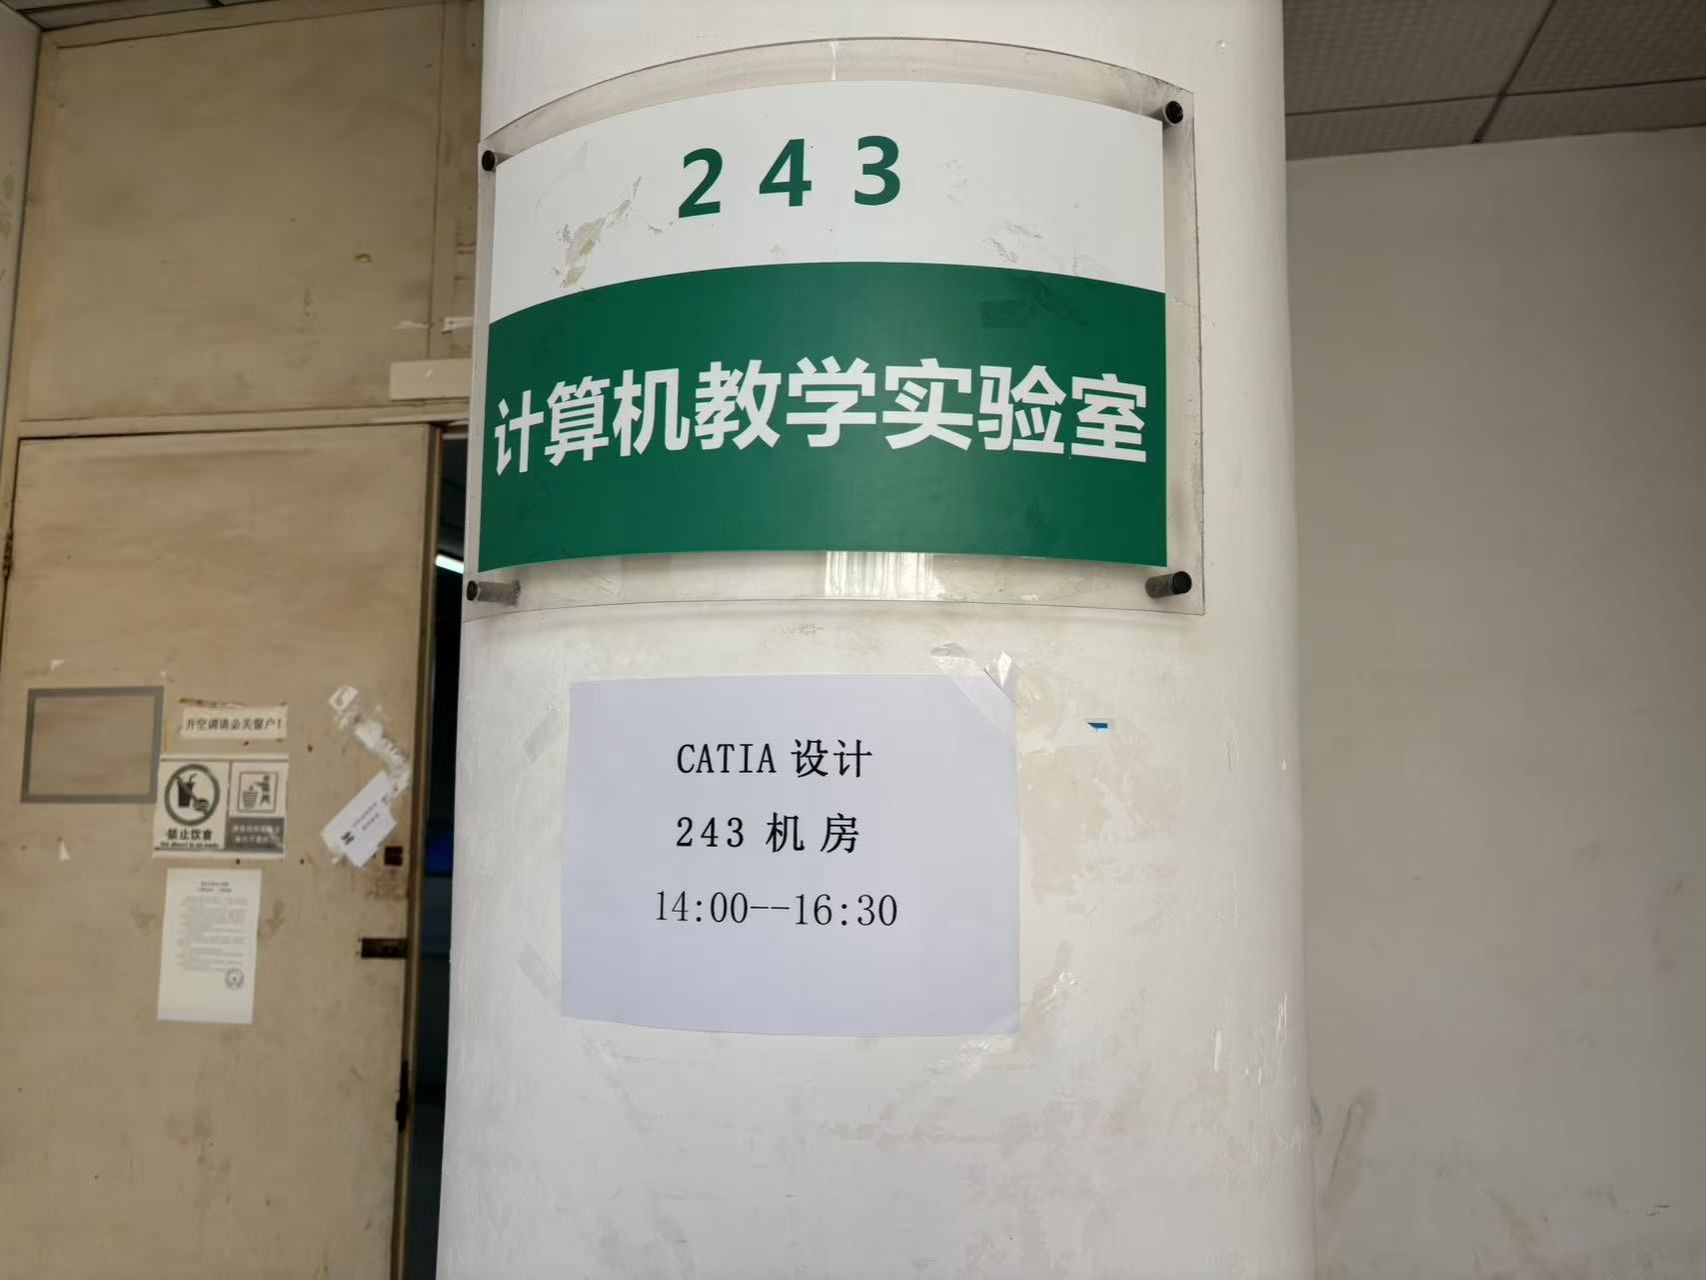 243
计算机教学实验室
CATIA 设计
243 机房
14:00--16:30
开空调请必关窗户!
禁止饮食